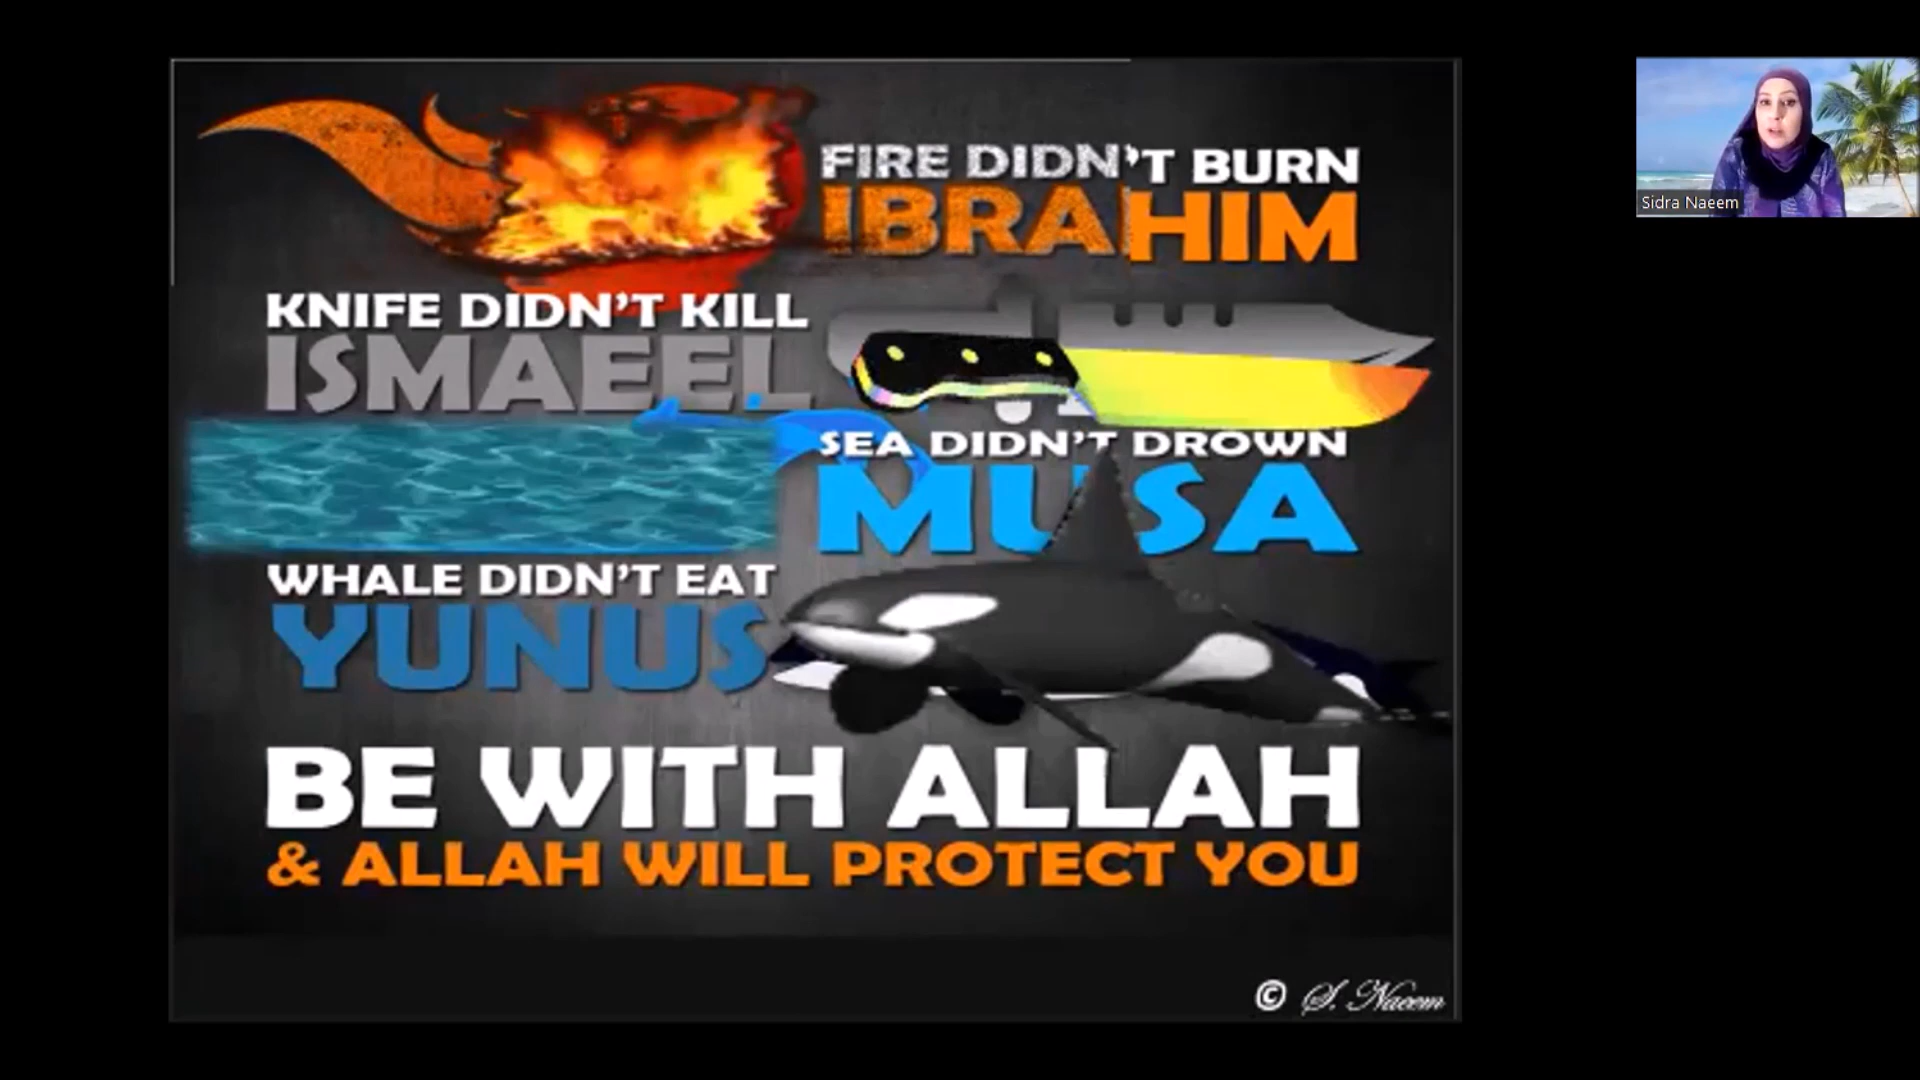 FIRE DIDN'T BURN
IBRAHIM
KNIFE DIDN'T KILL
ISMAEEL
SEA DIDN'T DROWN
MUSA
WHALE DIDN'T EAT
YUNUS
BE WITH ALLAH
& ALLAH WILL PROTECT YOU
© S. Naeem
Sidra Naeem